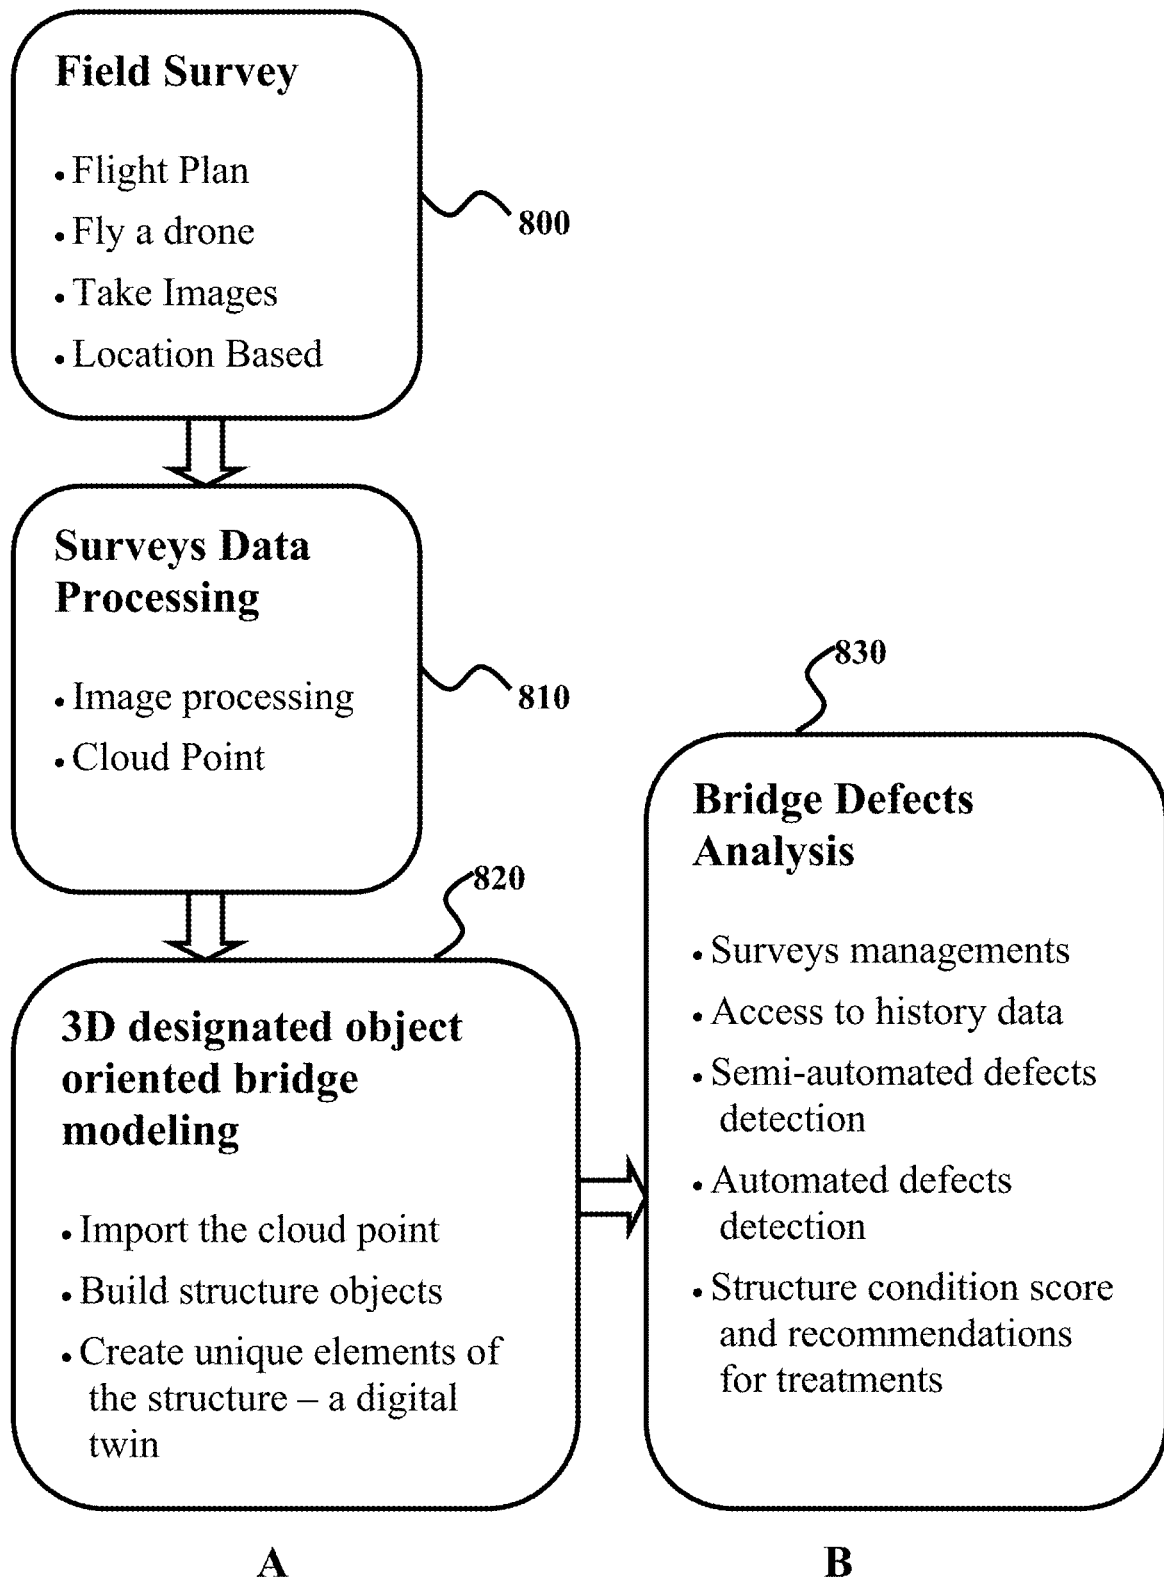 Field Survey
• Flight Plan
• Fly a drone
• Take Images
• Location Based
800
Surveys Data
Processing
• Image processing
• Cloud Point
810
820
3D designated object
oriented bridge
modeling
• Import the cloud point
• Build structure objects
• Create unique elements of
the structure – a digital
twin
830
Bridge Defects
Analysis
• Surveys managements
• Access to history data
• Semi-automated defects
detection
• Automated defects
detection
• Structure condition score
and recommendations
for treatments
A
B